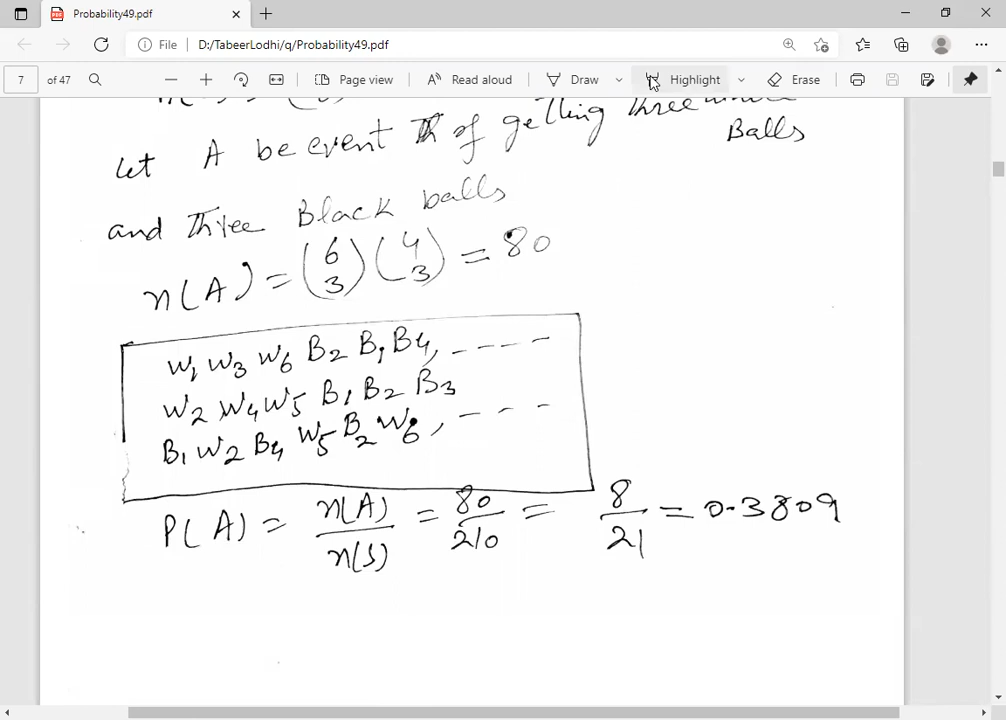 Probability49.pdf
File D:/TabeerLodhi/q/Probability49.pdf
7 of 47 Page view Read aloud Draw Highlight Erase
Let A be event Th of getting three
Balls
and three Black balls
n(A) = (6 3) (4 3) = 80
W1 W3 W6 B2 B1 B4, - - - -
W2 W4 W5 B1 B2 B3
B1 W2 B4 W5 B2 W6, - - -
P(A) = n(A)/n(S) = 80/210 = 8/21 = 0.3809